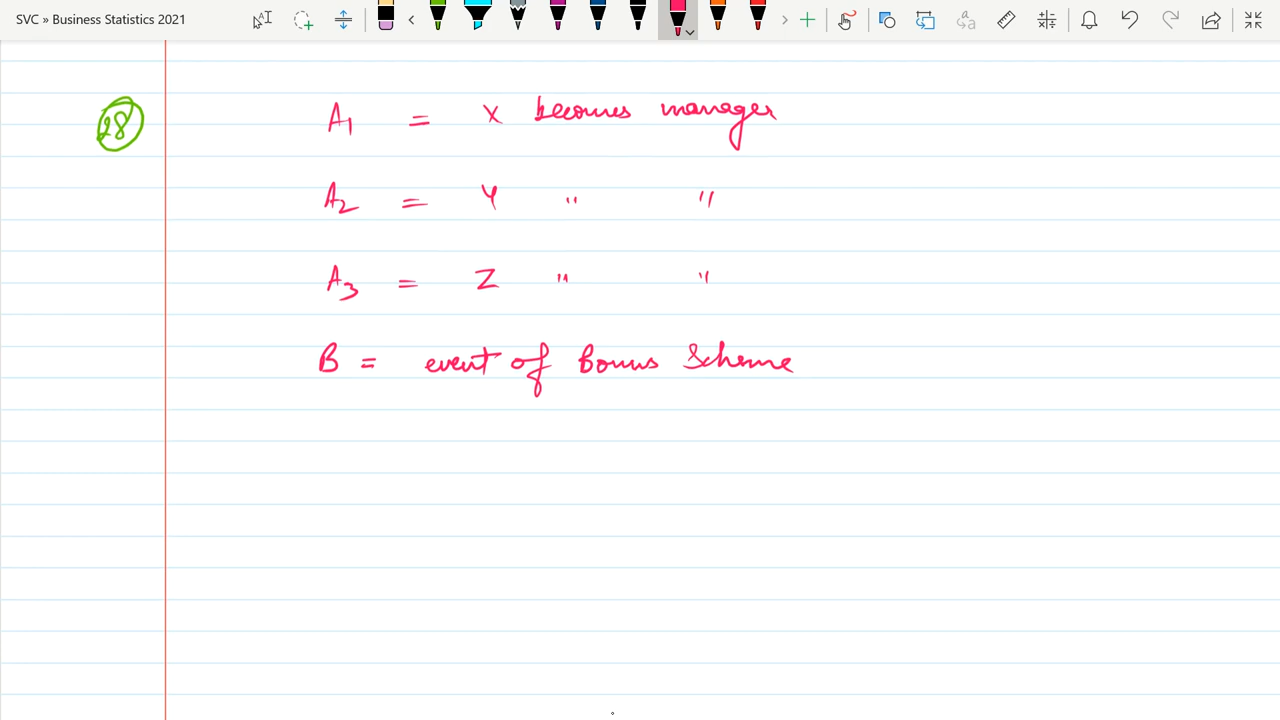 SVC » Business Statistics 2021
28
A1 = X becomes manager
A2 = Y " "
A3 = Z " "
B = event of Bonus Scheme